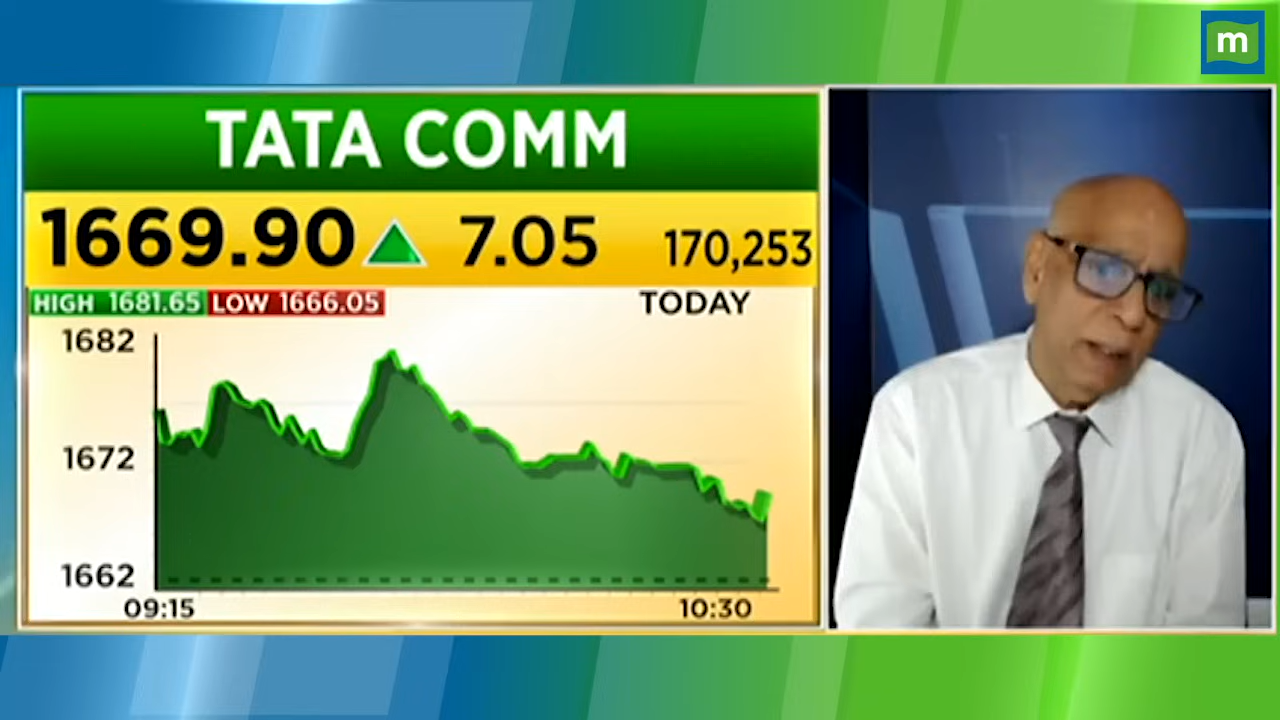 m
TATA COMM
1669.90 ▲ 7.05 170,253
HIGH 1681.65 LOW 1666.05 TODAY
1682
1672
1662
09:15 10:30